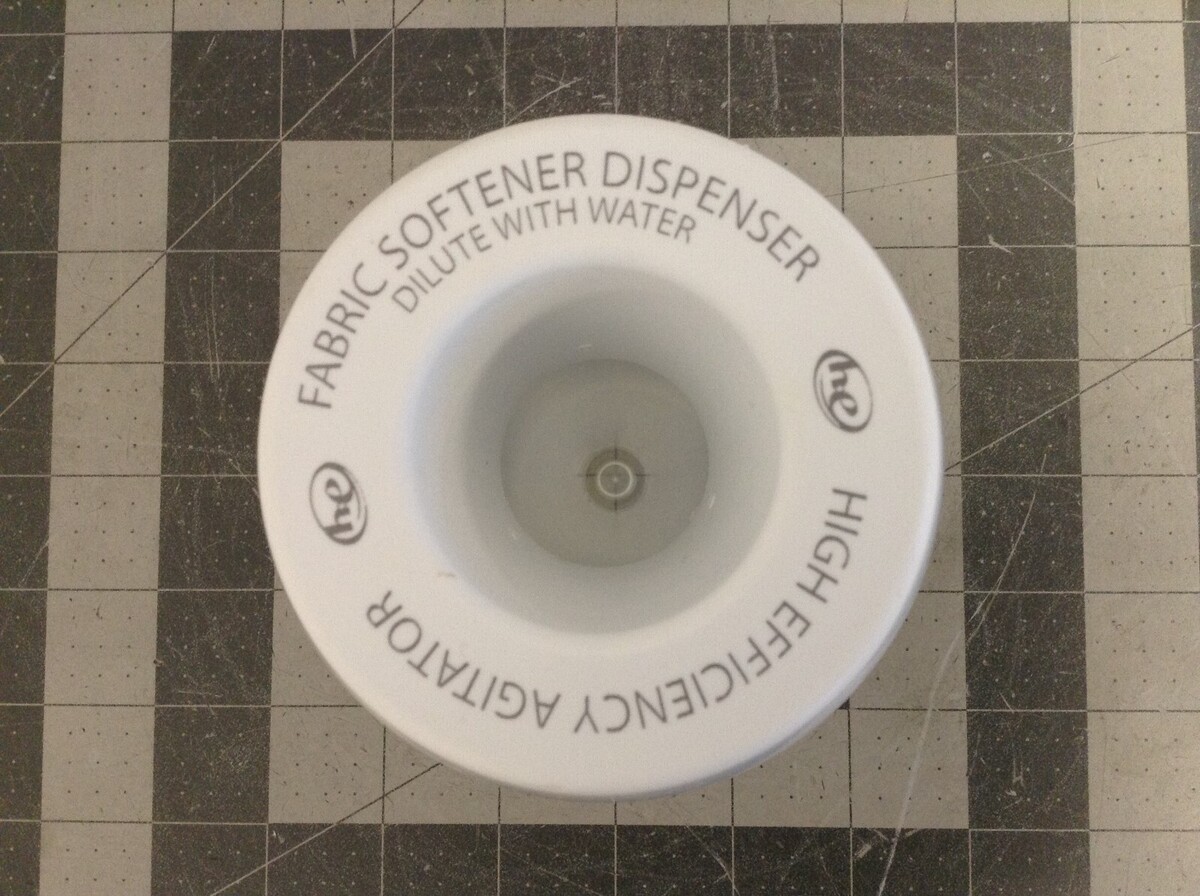 FABRIC SOFTENER DISPENSER
DILUTE WITH WATER
he
HIGH EFFICIENCY AGITATOR
he